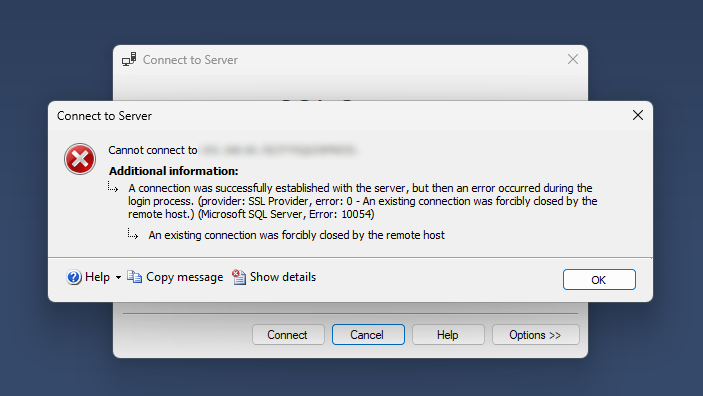 Connect to Server
Connect to Server
Cannot connect to
Additional information:
A connection was successfully established with the server, but then an error occurred during the
login process. (provider: SSL Provider, error: 0 - An existing connection was forcibly closed by the
remote host.) (Microsoft SQL Server, Error: 10054)
An existing connection was forcibly closed by the remote host
Help Copy message Show details OK
Connect Cancel Help Options >>